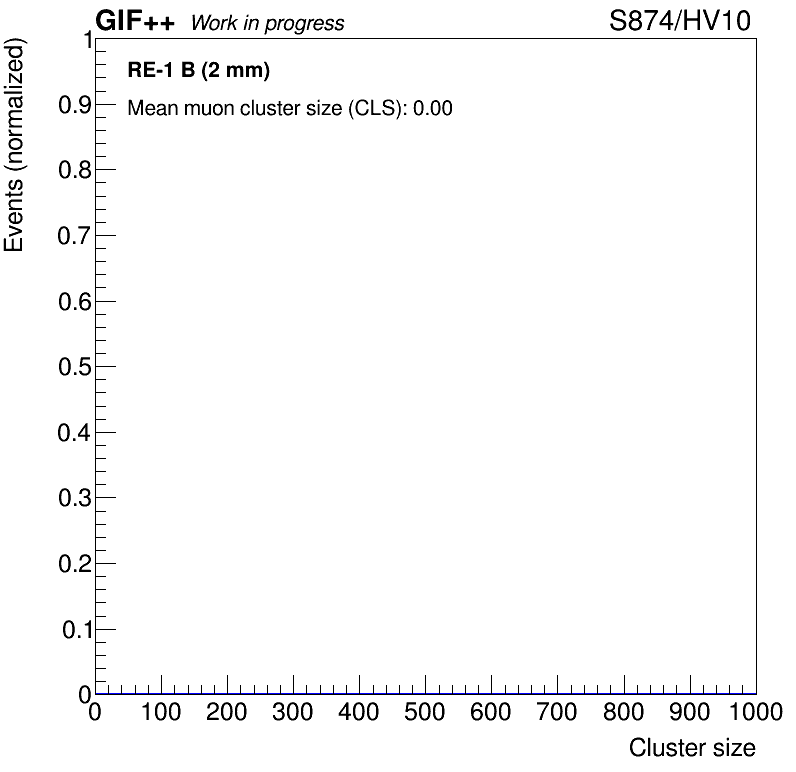 GIF++ Work in progress S874/HV10
Events (normalized)
RE-1 B (2 mm)
Mean muon cluster size (CLS): 0.00
1
0.9
0.8
0.7
0.6
0.5
0.4
0.3
0.2
0.1
0
0 100 200 300 400 500 600 700 800 900 1000
Cluster size